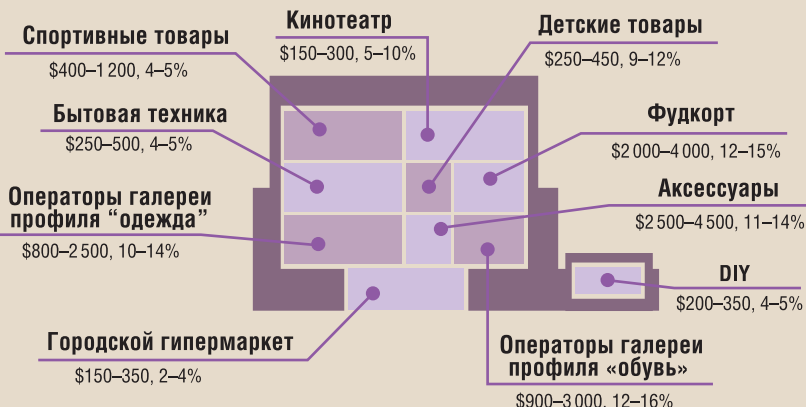 Спортивные товары
$400–1 200, 4–5%
Кинотеатр
$150–300, 5–10%
Детские товары
$250–450, 9–12%
Бытовая техника
$250–500, 4–5%
Фудкорт
$2 000–4 000, 12–15%
Операторы галереи
профиля “одежда”
$800–2 500, 10–14%
Аксессуары
$2 500–4 500, 11–14%
DIY
$200–350, 4–5%
Городской гипермаркет
$150–350, 2–4%
Операторы галереи
профиля «обувь»
$900–3 000, 12–16%